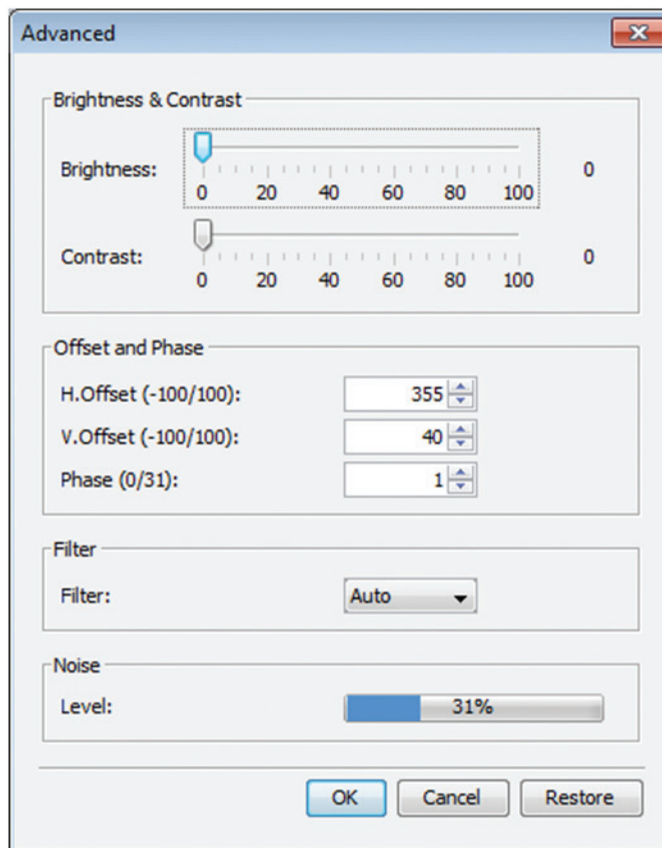 Advanced
Brightness & Contrast
Brightness:
0
0 20 40 60 80 100
Contrast:
0
0 20 40 60 80 100
Offset and Phase
H.Offset (-100/100): 355
V.Offset (-100/100): 40
Phase (0/31): 1
Filter
Filter: Auto
Noise
Level: 31%
OK Cancel Restore